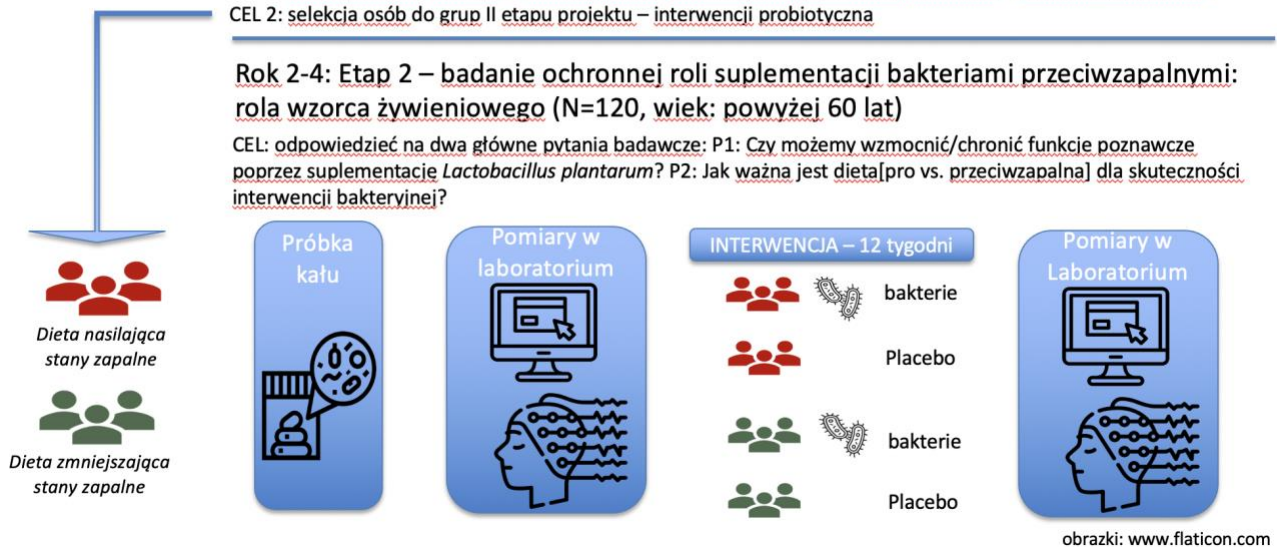 CEL 2: selekcja osób do grup II etapu projektu – interwencji probiotyczna
Rok 2-4: Etap 2 – badanie ochronnej roli suplementacji bakteriami przeciwzapalnymi:
rola wzorca żywieniowego (N=120, wiek: powyżej 60 lat)
CEL: odpowiedzieć na dwa główne pytania badawcze: P1: Czy możemy wzmocnić/chronić funkcje poznawcze
poprzez suplementację Lactobacillus plantarum? P2: Jak ważna jest dieta[pro vs. przeciwzapalna] dla skuteczności
interwencji bakteryjnej?
Dieta nasilająca
stany zapalne
Dieta zmniejszająca
stany zapalne
Próbka
kału
Pomiary w
laboratorium
INTERWENCJA – 12 tygodni
bakterie
Placebo
bakterie
Placebo
Pomiary w
Laboratorium
obrazki: www.flaticon.com